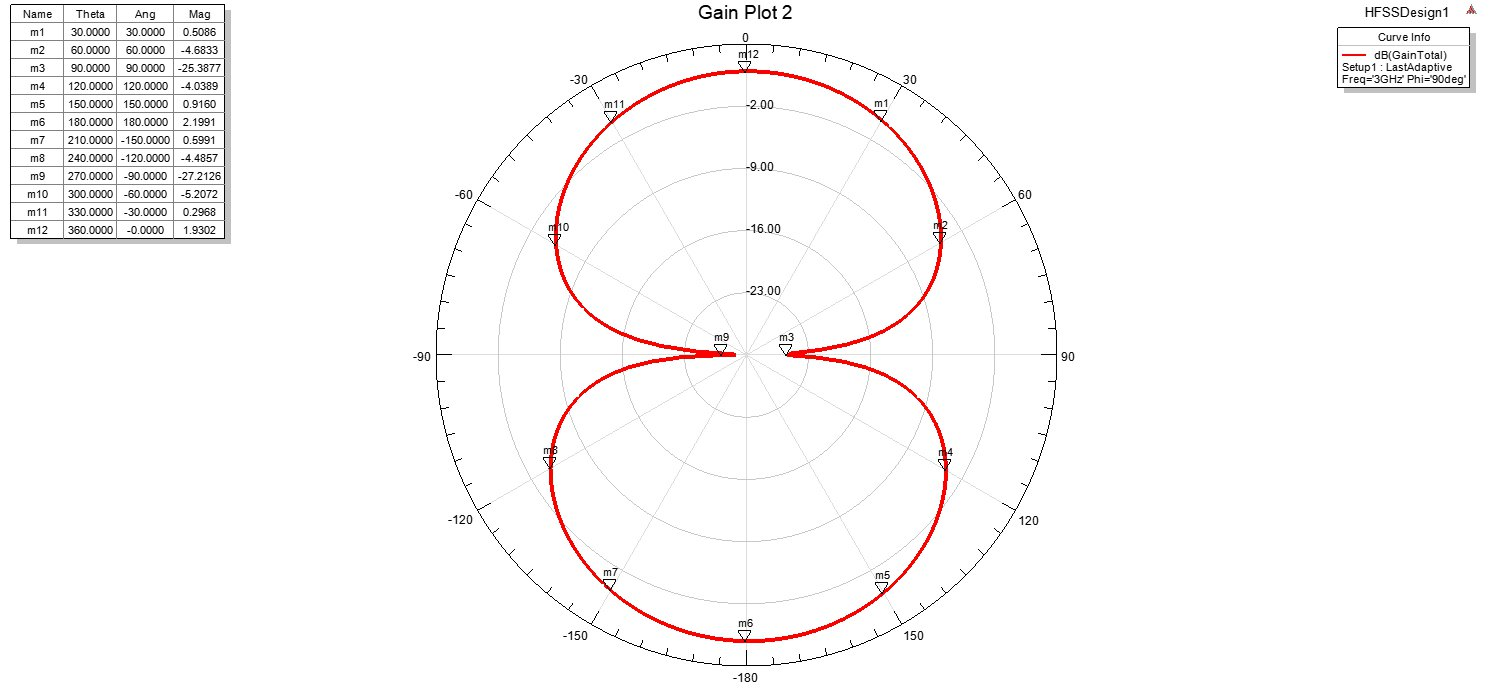 Gain Plot 2
HFSSDesign1
Name Theta Ang Mag
m1 30.0000 30.0000 0.5086
m2 60.0000 60.0000 -4.6833
m3 90.0000 90.0000 -25.3877
m4 120.0000 120.0000 -4.0389
m5 150.0000 150.0000 0.9160
m6 180.0000 180.0000 2.1991
m7 210.0000 -150.0000 0.5991
m8 240.0000 -120.0000 -4.4857
m9 270.0000 -90.0000 -27.2126
m10 300.0000 -60.0000 -5.2072
m11 330.0000 -30.0000 0.2968
m12 360.0000 -0.0000 1.9302
Curve Info
dB(GainTotal)
Setup1 : LastAdaptive
Freq='3GHz' Phi='90deg'
0
m12
-30
30
m11
m1
-2.00
-9.00
-60
60
m10
m2
-16.00
-23.00
m9
m3
-90
90
m8
m4
-120
120
m7
m5
m6
-150
150
-180